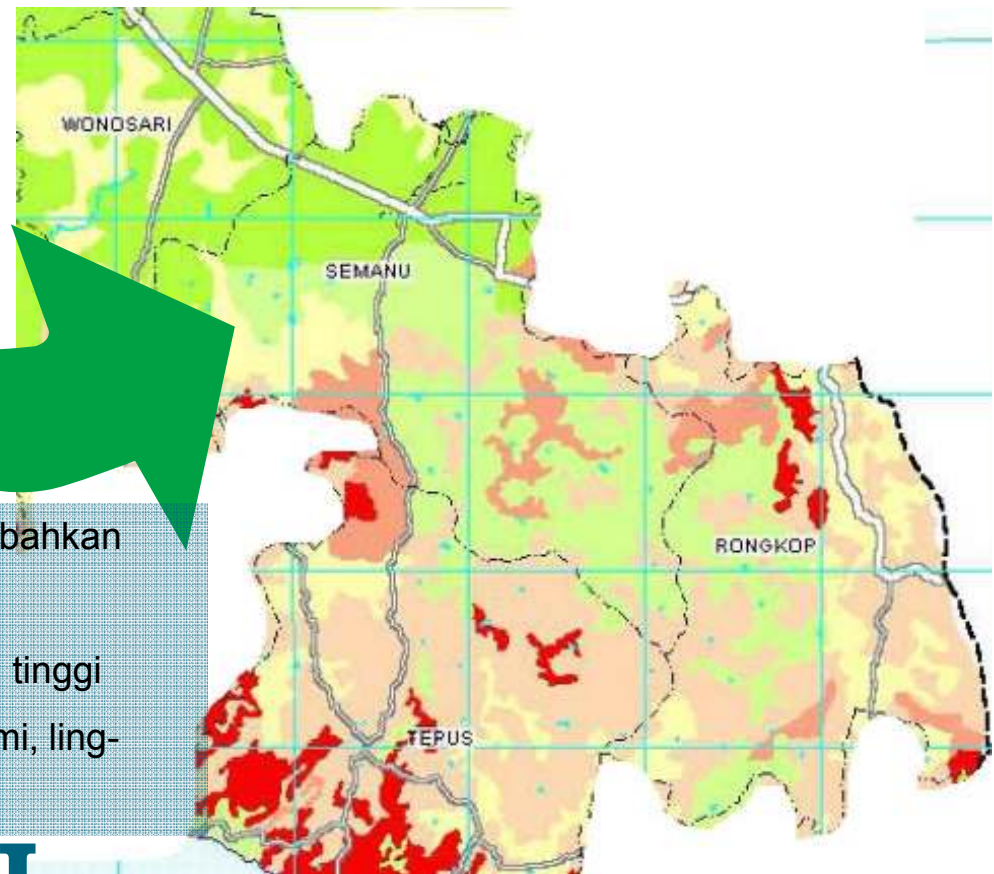 WONOSARI
SEMANU
RONGKOP
TEPUS
bahkan
tinggi
mi, ling-